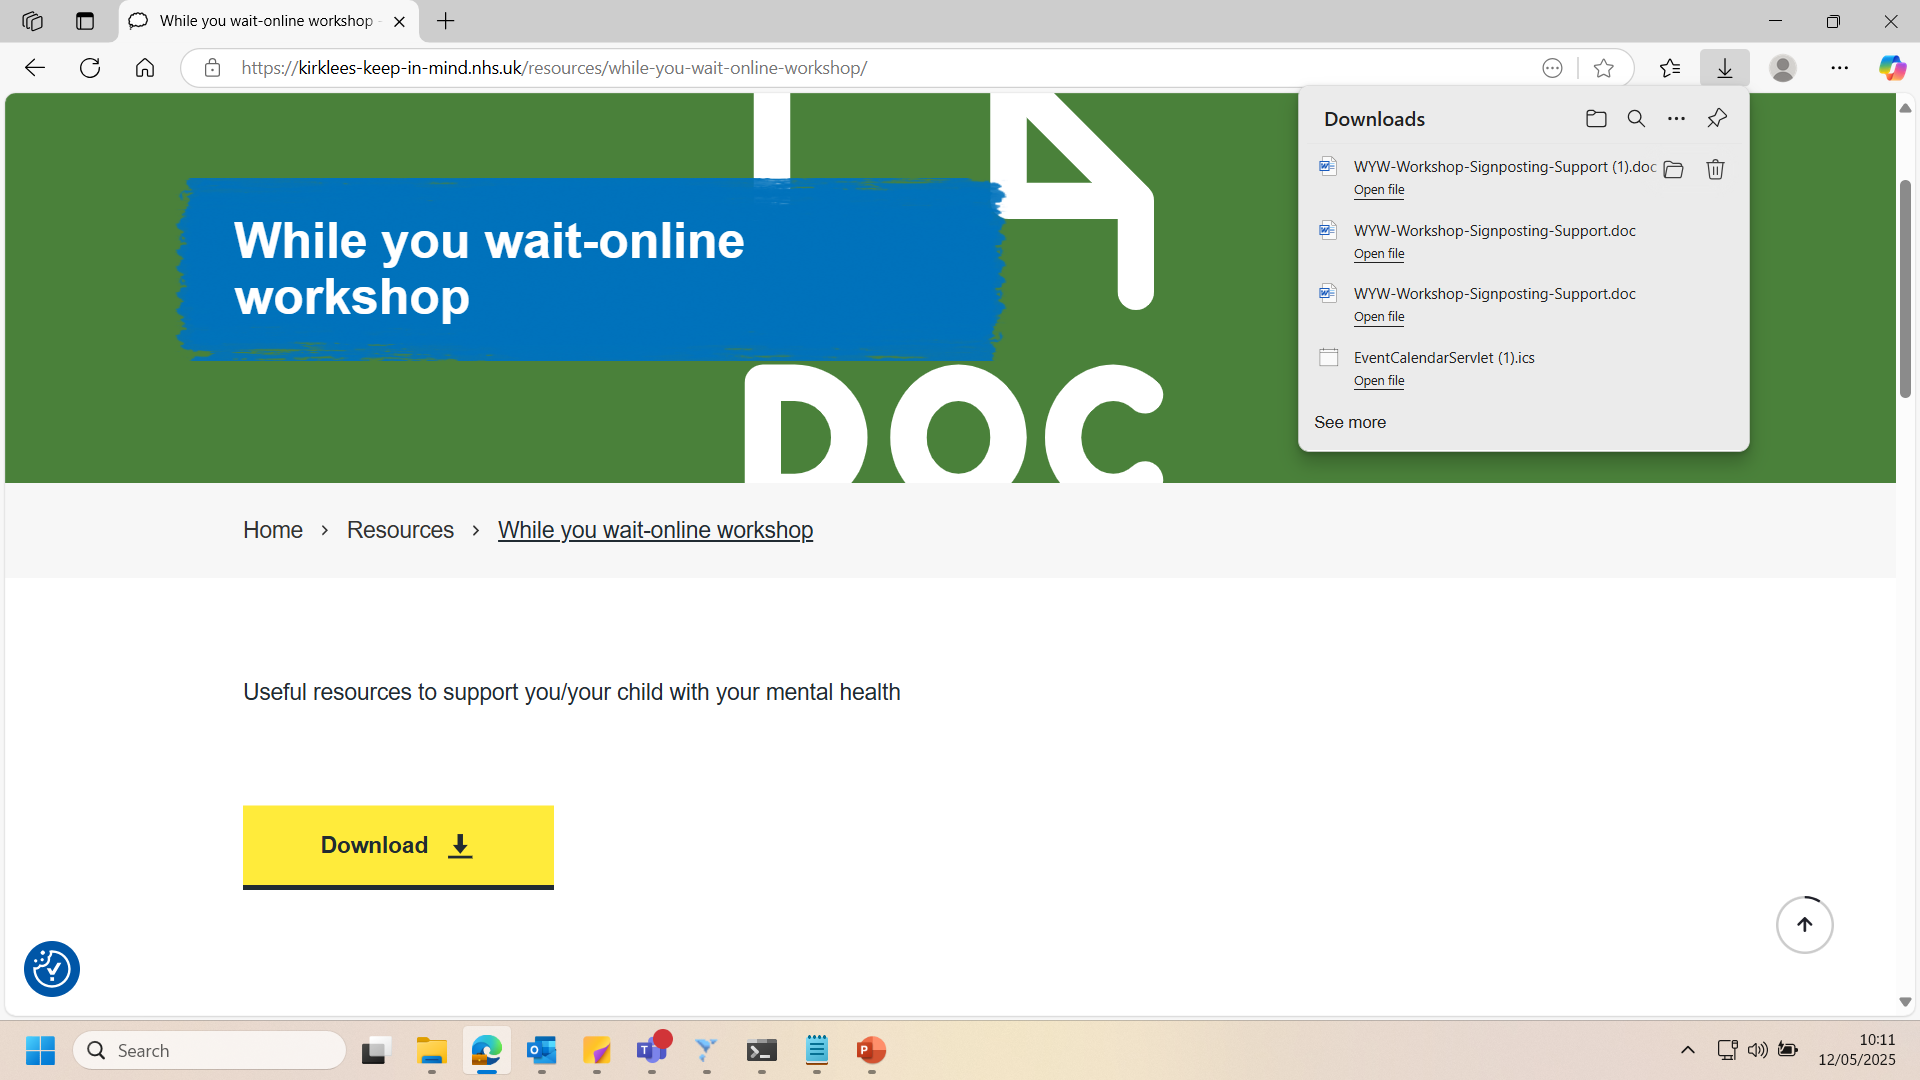 While you wait-online workshop -
https://kirklees-keep-in-mind.nhs.uk/resources/while-you-wait-online-workshop/
Downloads
WYW-Workshop-Signposting-Support (1).doc
Open file
WYW-Workshop-Signposting-Support.doc
Open file
WYW-Workshop-Signposting-Support.doc
Open file
EventCalendarServlet (1).ics
Open file
See more
While you wait-online
workshop
DOC
Home > Resources > While you wait-online workshop
Useful resources to support you/your child with your mental health
Download
Search
10:11
12/05/2025